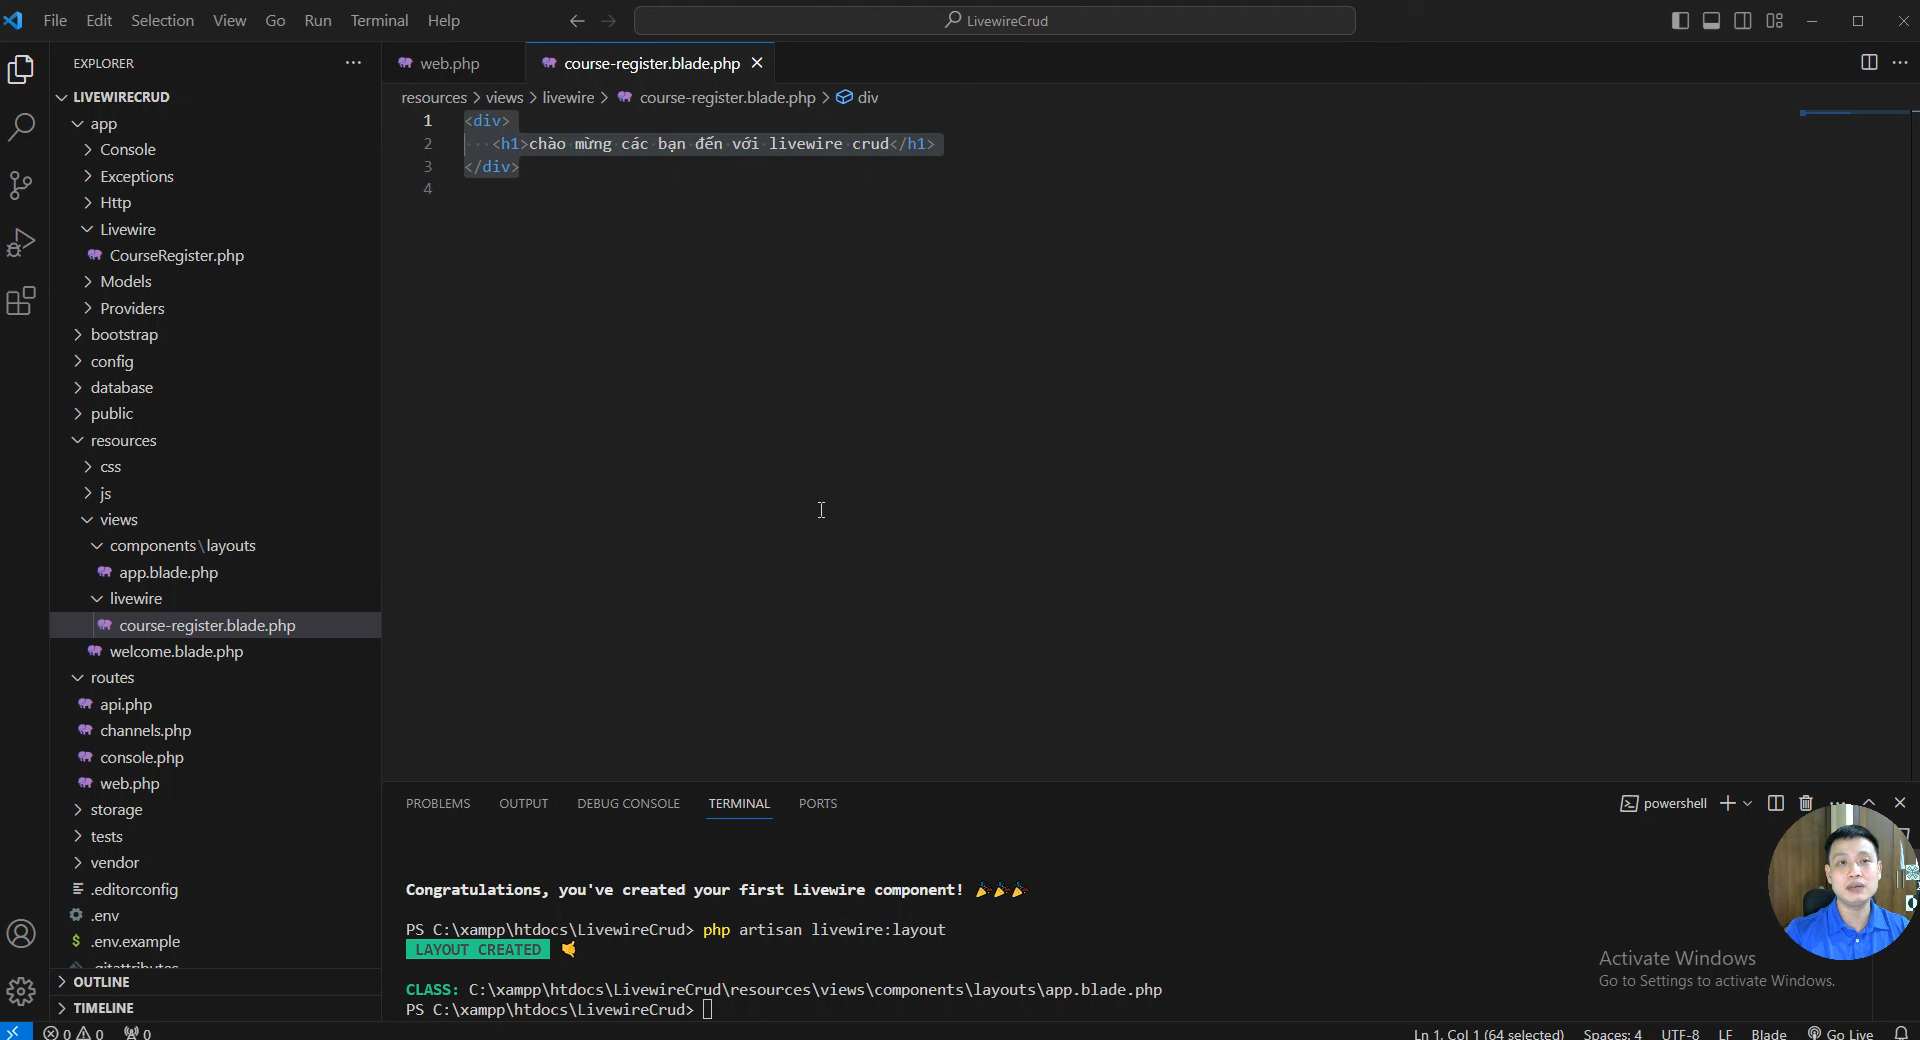 File Edit Selection View Go Run Terminal Help
LivewireCrud
EXPLORER
LIVEWIRECRUD
app
Console
Exceptions
Http
Livewire
CourseRegister.php
Models
Providers
bootstrap
config
database
public
resources
css
js
views
components\layouts
app.blade.php
livewire
course-register.blade.php
welcome.blade.php
routes
api.php
channels.php
console.php
web.php
storage
tests
vendor
.editorconfig
.env
.env.example
.gitattributes
OUTLINE
TIMELINE
web.php course-register.blade.php
resources > views > livewire > course-register.blade.php > div
1 <div>
2 <h1>chào mừng các bạn đến với livewire crud</h1>
3 </div>
4
PROBLEMS OUTPUT DEBUG CONSOLE TERMINAL PORTS
powershell
Congratulations, you've created your first Livewire component! 🎉🎉🎉
PS C:\xampp\htdocs\LivewireCrud> php artisan livewire:layout
LAYOUT CREATED 🤙
CLASS: C:\xampp\htdocs\LivewireCrud\resources\views\components\layouts\app.blade.php
PS C:\xampp\htdocs\LivewireCrud>
Activate Windows
Go to Settings to activate Windows.
0 0 0
Ln 1, Col 1 (64 selected) Spaces: 4 UTF-8 LF Blade Go Live